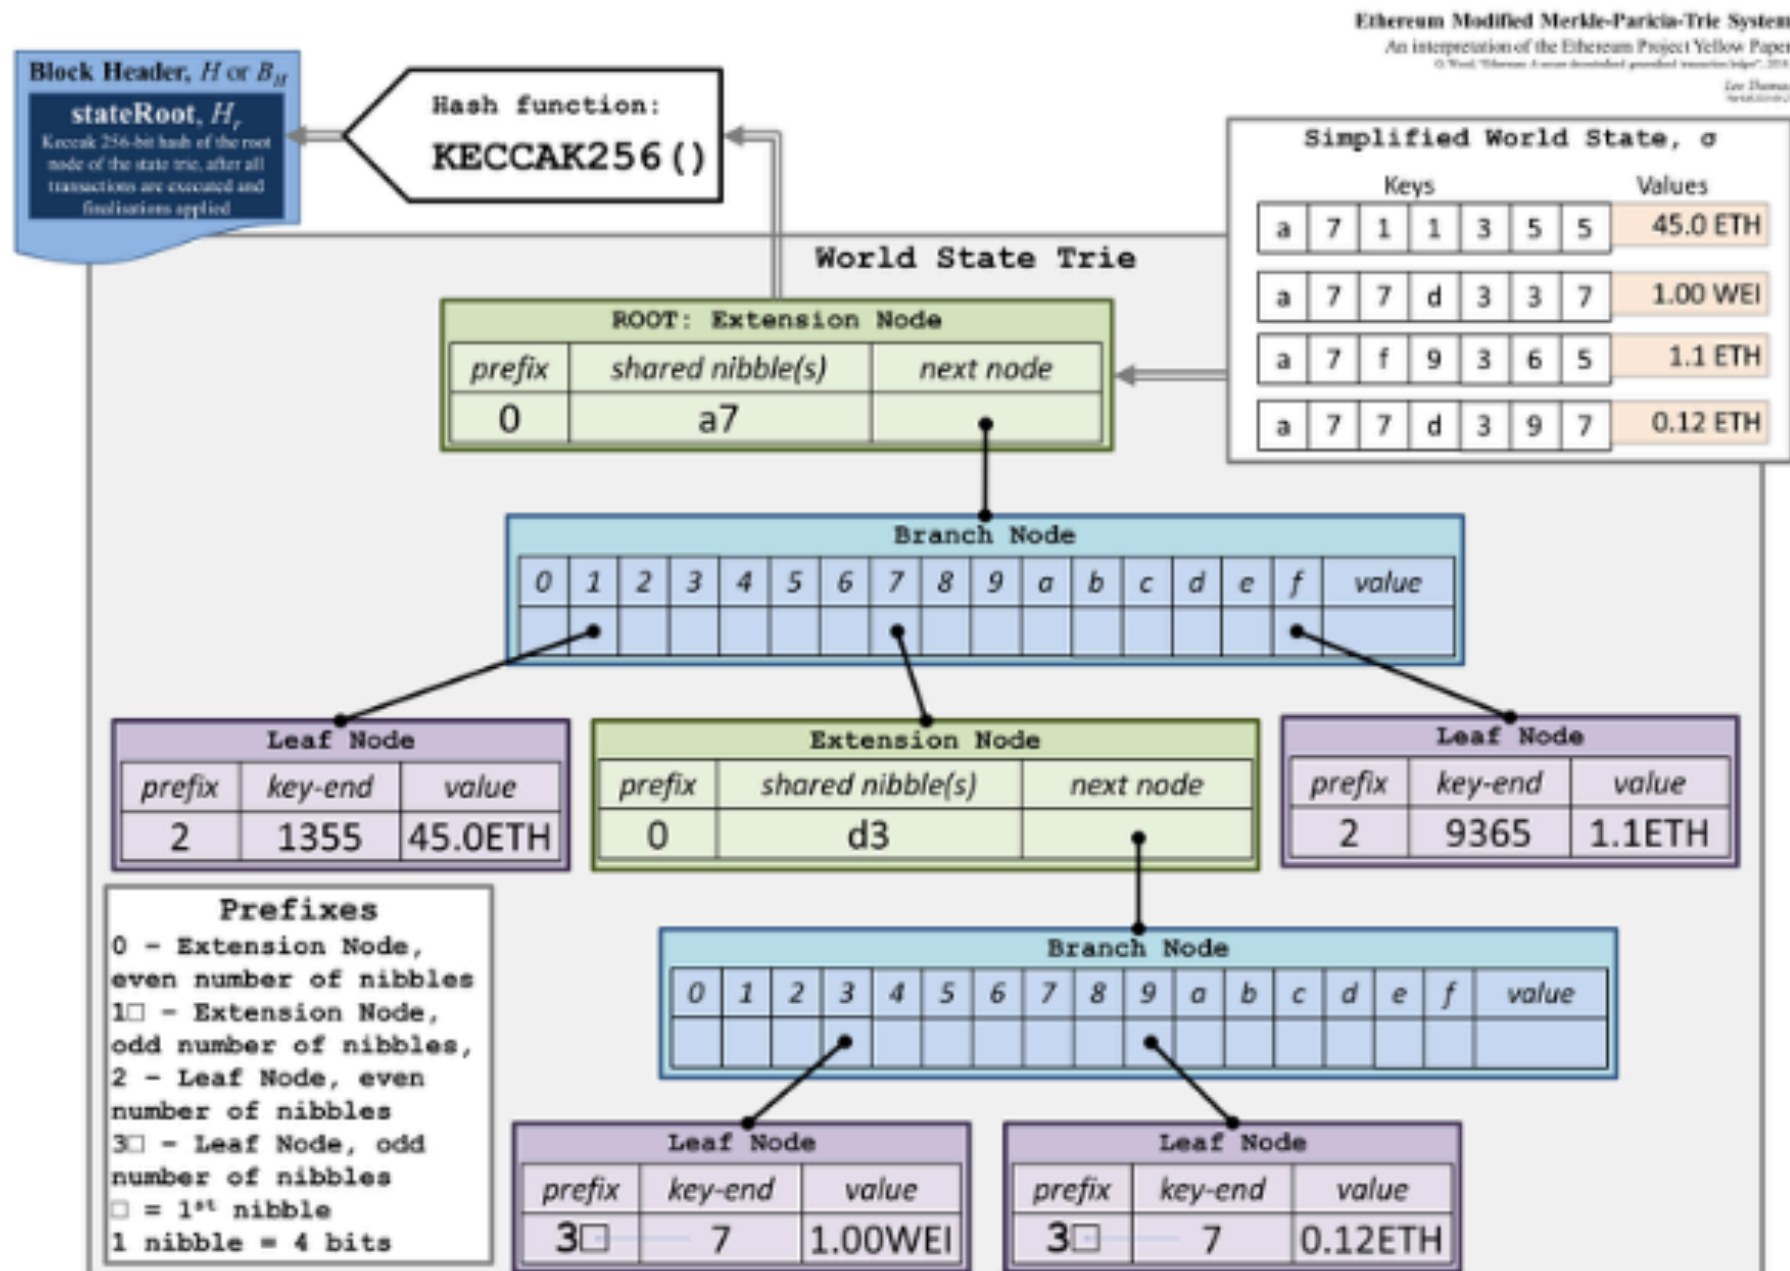 Ethereum Modified Merkle-Paricia-Trie System
An interpretation of the Ethereum Project Yellow Paper
Block Header, H or B_H
stateRoot, H_r
Keccak 256-bit hash of the root
node of the state trie, after all
transactions are executed and
finalisations applied
Hash function:
KECCAK256()
Simplified World State, σ
Keys Values
a 7 1 1 3 5 5 45.0 ETH
a 7 7 d 3 3 7 1.00 WEI
a 7 f 9 3 6 5 1.1 ETH
a 7 7 d 3 9 7 0.12 ETH
World State Trie
ROOT: Extension Node
prefix shared nibble(s) next node
0 a7
Branch Node
0 1 2 3 4 5 6 7 8 9 a b c d e f value
Leaf Node
prefix key-end value
2 1355 45.0ETH
Extension Node
prefix shared nibble(s) next node
0 d3
Leaf Node
prefix key-end value
2 9365 1.1ETH
Prefixes
0 – Extension Node,
even number of nibbles
1□ – Extension Node,
odd number of nibbles,
2 – Leaf Node, even
number of nibbles
3□ – Leaf Node, odd
number of nibbles
□ = 1st nibble
1 nibble = 4 bits
Branch Node
0 1 2 3 4 5 6 7 8 9 a b c d e f value
Leaf Node
prefix key-end value
3□ 7 1.00WEI
Leaf Node
prefix key-end value
3□ 7 0.12ETH